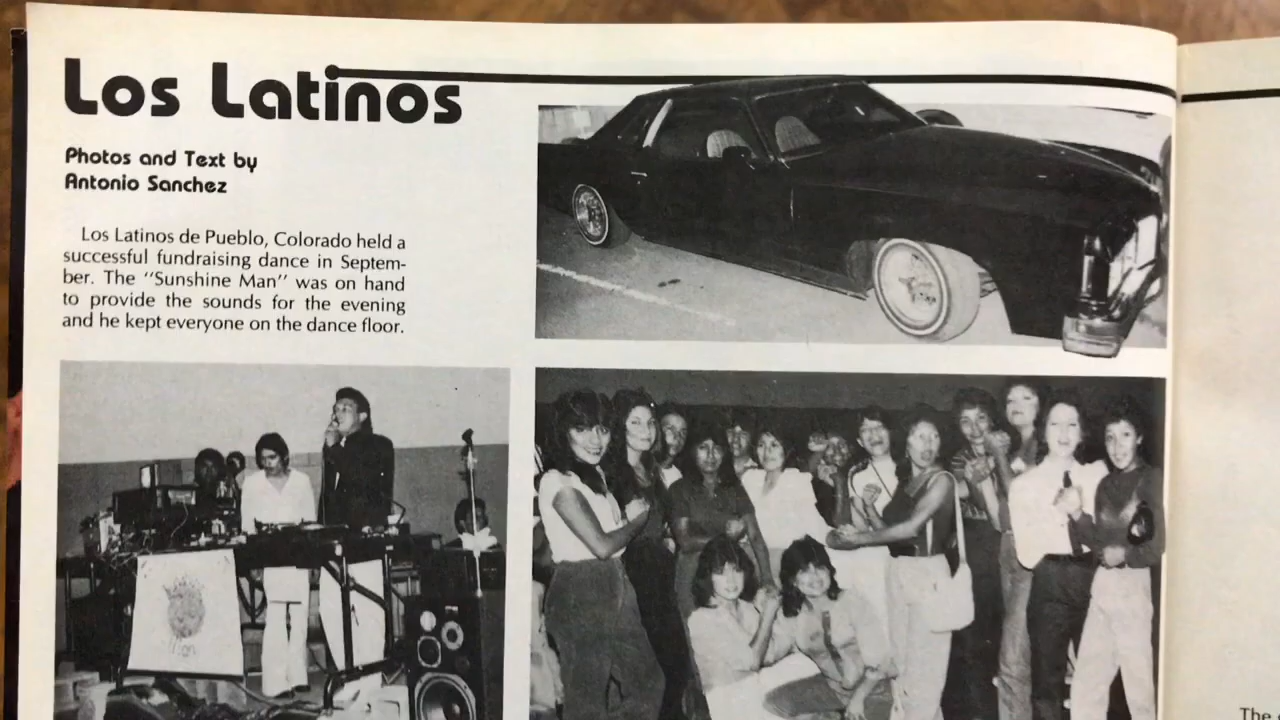 Los Latinos
Photos and Text by
Antonio Sanchez
Los Latinos de Pueblo, Colorado held a
successful fundraising dance in Septem-
ber. The "Sunshine Man" was on hand
to provide the sounds for the evening
and he kept everyone on the dance floor.
The